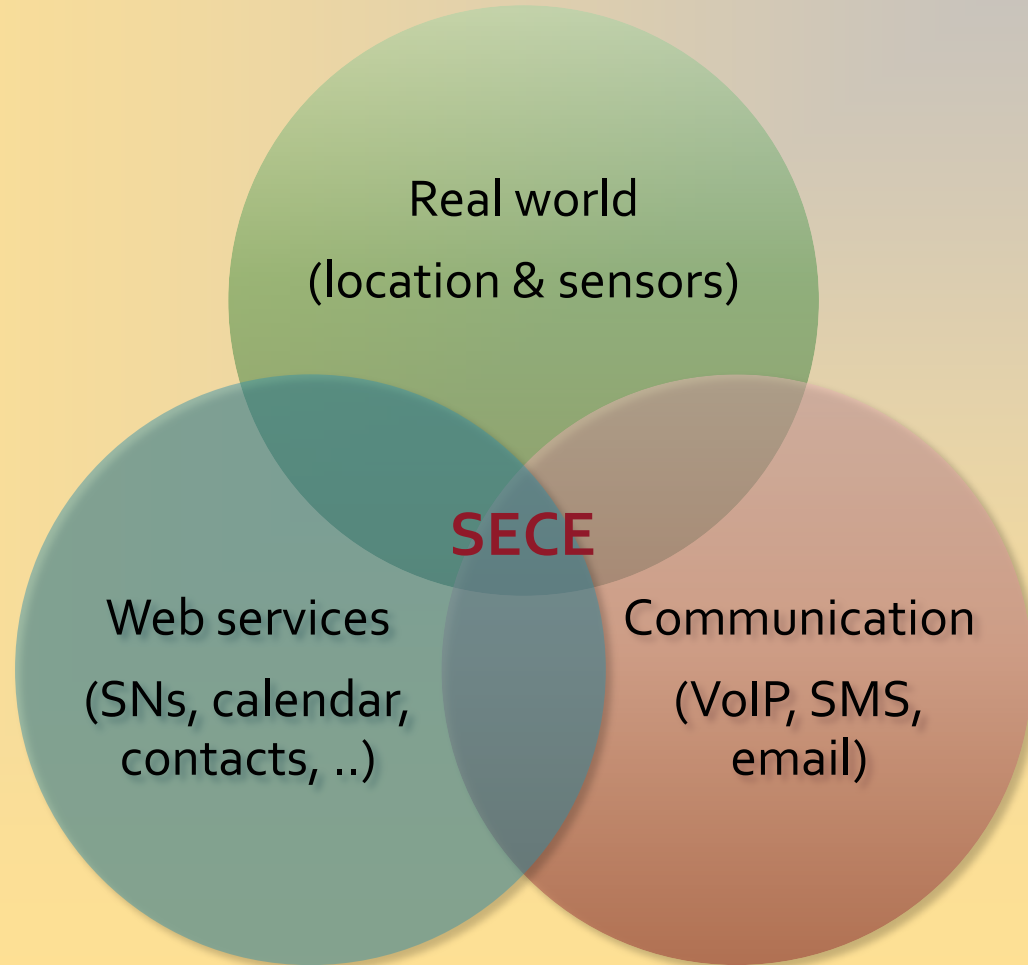 Real world
(location & sensors)
SECE
Web services
(SNs, calendar,
contacts, ..)
Communication
(VoIP, SMS,
email)